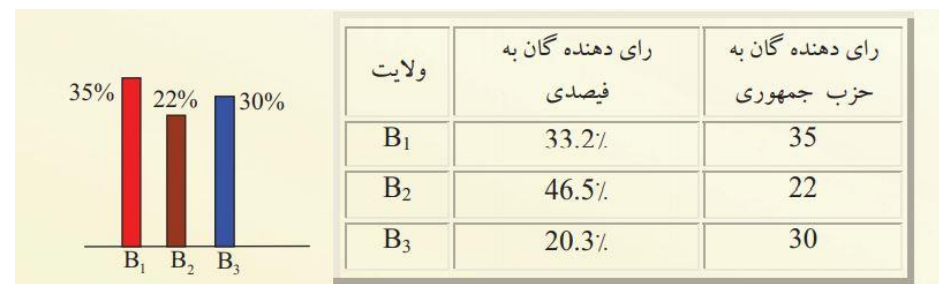 35% 22% 30%
B₁ B₂ B₃
ولایت	رای دهنده گان به فیصدی	رای دهنده گان به حزب جمهوری
B₁	33.2٪	35
B₂	46.5٪	22
B₃	20.3٪	30